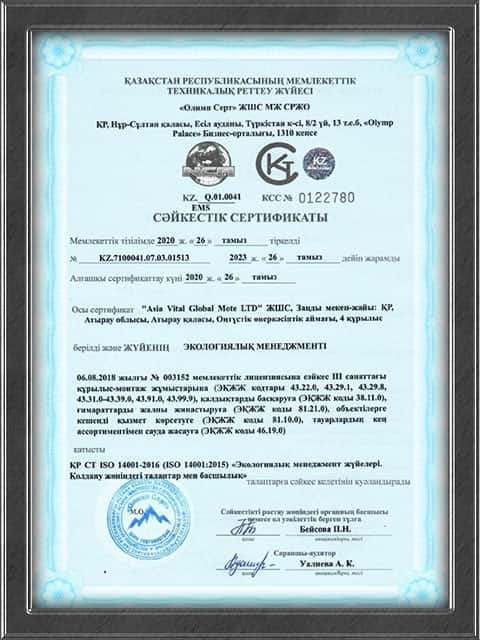 ҚАЗАҚСТАН РЕСПУБЛИКАСЫНЫҢ МЕМЛЕКЕТТІК
ТЕХНИКАЛЫҚ РЕТТЕУ ЖҮЙЕСІ
«Олимп Серт» ЖШС МЖ СРЖО
ҚР, Нұр-Сұлтан қаласы, Есіл ауданы, Түркістан к-сі, 8/2 үй, 13 т.е.б, «Olymp
Palace» Бизнес-орталығы, 1310 кеңсе
NCA
KZ
KZ. Q.01.0041
EMS
КСС № 0122780
СӘЙКЕСТІК СЕРТИФИКАТЫ
Мемлекеттік тізілімде 2020 ж. « 26 » тамыз тіркелді
№ KZ.7100041.07.03.01513 2023 ж. « 26 » тамыз дейін жарамды
Алғашқы сертификаттау күні 2020 ж. « 26 » тамыз
Осы сертификат "Asia Vital Global Mote LTD" ЖШС, Заңды мекен-жайы: ҚР,
Атырау облысы, Атырау қаласы, Оңтүстік өнеркәсіптік аймағы, 4 құрылыс
берілді және ЖҮЙЕНІҢ ЭКОЛОГИЯЛЫҚ МЕНЕДЖМЕНТІ
06.08.2018 жылғы № 003152 мемлекеттік лицензиясына сәйкес III санаттағы
құрылыс-монтаж жұмыстарына (ЭҚЖЖ кодтары 43.22.0, 43.29.1, 43.29.8,
43.31.0-43.39.0, 43.91.0, 43.99.9), қалдықтарды басқаруға (ЭҚЖЖ коды 38.11.0),
ғимараттарды жалпы жинастыруға (ЭҚЖЖ коды 81.21.0), объектілерге
кешенді қызмет көрсетуге (ЭҚЖЖ коды 81.10.0), тауарлардың кең
ассортиментімен сауда жасауға (ЭҚЖЖ коды 46.19.0)
қатысты
ҚР СТ ISO 14001-2016 (ISO 14001:2015) «Экологиялық менеджмент жүйелері.
Қолдану жөніндегі талаптар мен басшылық»
талаптарға сәйкес келетінін куәландырады
М.О.
Сәйкестікті растау жөніндегі органның басшысы
немесе ол уәкілеттік берген тұлға
Бейсова П.Н.
қолы
Сарапшы-аудитор
Уалиева А. К.
қолы